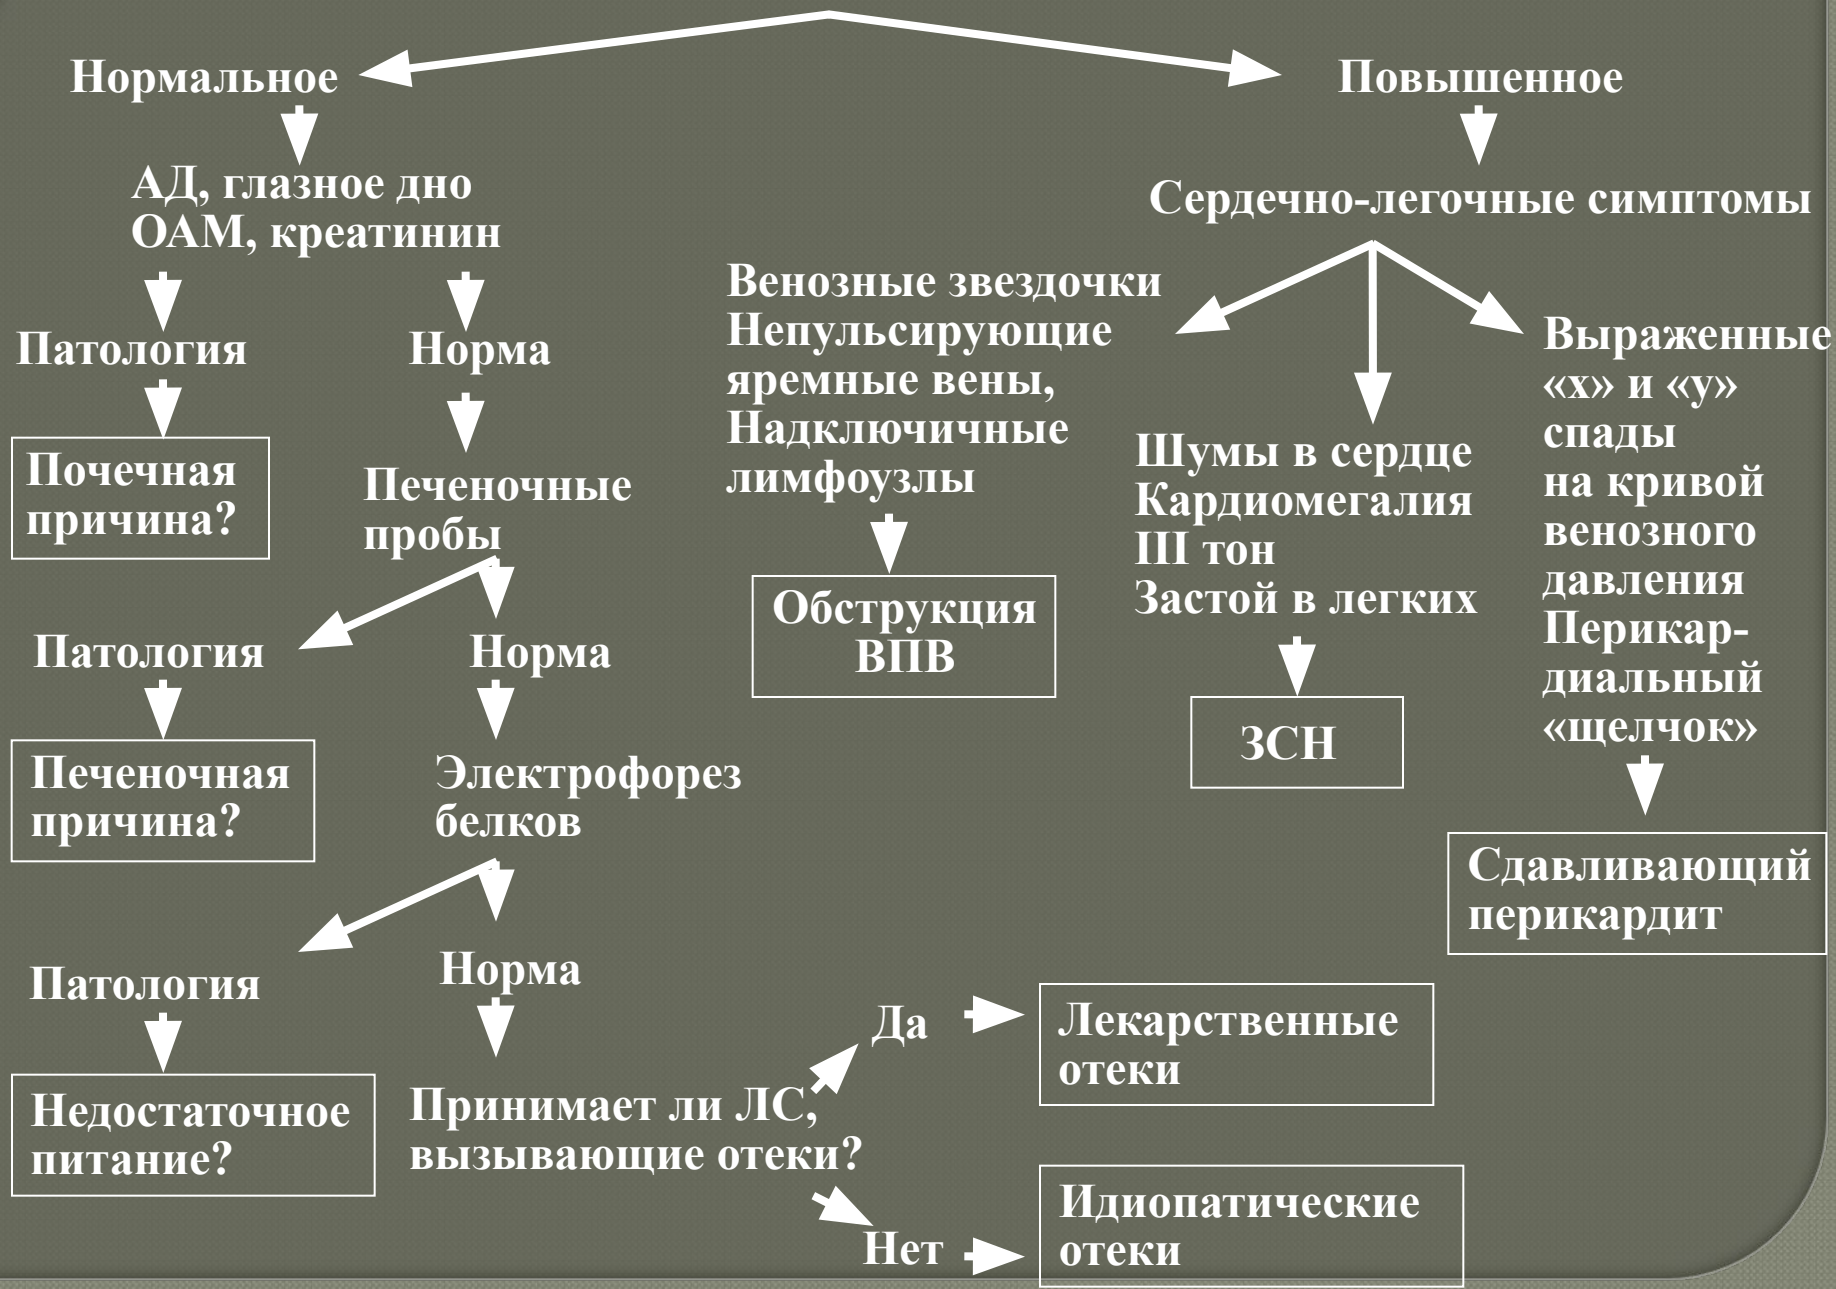 Нормальное
Повышенное
АД, глазное дно
ОАМ, креатинин
Сердечно-легочные симптомы
Патология
Норма
Венозные звездочки
Непульсирующие
яремные вены,
Надключичные
лимфоузлы
Выраженные
«х» и «у»
спады
на кривой
венозного
давления
Перикар-
диальный
«щелчок»
Шумы в сердце
Кардиомегалия
III тон
Застой в легких
Почечная
причина?
Печеночные
пробы
Обструкция
ВПВ
Патология
Норма
ЗСН
Печеночная
причина?
Электрофорез
белков
Сдавливающий
перикардит
Патология
Норма
Да
Лекарственные
отеки
Недостаточное
питание?
Принимает ли ЛС,
вызывающие отеки?
Нет
Идиопатические
отеки